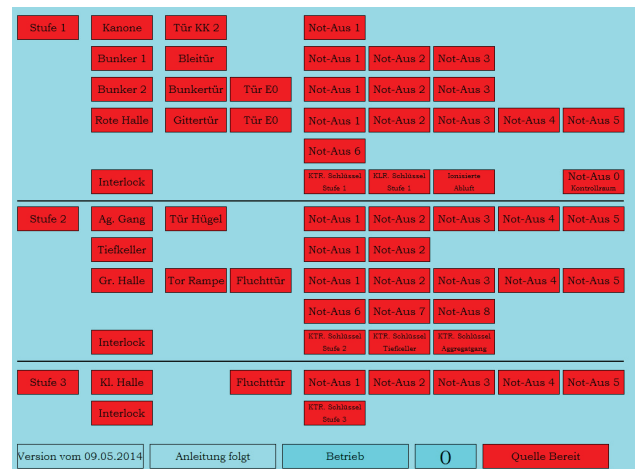 Stufe 1 Kanone Tür KK 2 Not-Aus 1
Bunker 1 Bleitür Not-Aus 1 Not-Aus 2 Not-Aus 3
Bunker 2 Bunkertür Tür E0 Not-Aus 1 Not-Aus 2 Not-Aus 3
Rote Halle Gittertür Tür E0 Not-Aus 1 Not-Aus 2 Not-Aus 3 Not-Aus 4 Not-Aus 5
Not-Aus 6
Interlock KTR. Schlüssel Stufe 1 KLR. Schlüssel Stufe 1 Ionisierte Abluft Not-Aus 0 Kontrollraum
Stufe 2 Ag. Gang Tür Hügel Not-Aus 1 Not-Aus 2 Not-Aus 3 Not-Aus 4 Not-Aus 5
Tiefkeller Not-Aus 1 Not-Aus 2
Gr. Halle Tor Rampe Fluchttür Not-Aus 1 Not-Aus 2 Not-Aus 3 Not-Aus 4 Not-Aus 5
Not-Aus 6 Not-Aus 7 Not-Aus 8
Interlock KTR. Schlüssel Stufe 2 KTR. Schlüssel Tiefkeller KTR. Schlüssel Aggregatgang
Stufe 3 Kl. Halle Fluchttür Not-Aus 1 Not-Aus 2 Not-Aus 3 Not-Aus 4 Not-Aus 5
Interlock KTR. Schlüssel Stufe 3
Version vom 09.05.2014 Anleitung folgt Betrieb 0 Quelle Bereit